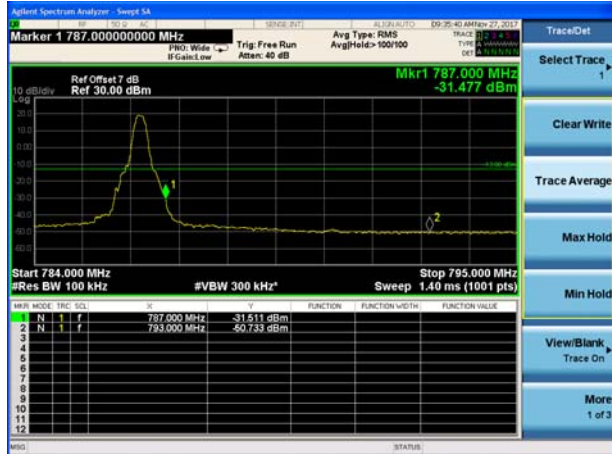 Agilent Spectrum Analyzer - Swept SA
RF 50 Ω AC SENSE:INT ALIGN AUTO 09:35:40 AM Nov 27, 2017
Marker 1 787.000000000 MHz
PNO: Wide
IFGain:Low
Trig: Free Run
Atten: 40 dB
Avg Type: RMS
Avg|Hold:> 100/100
TRACE 1 2 3 4 5 6
TYPE A
DET A N N N N N
Ref Offset 7 dB
Ref 30.00 dBm
10 dB/div
Log
Mkr1 787.000 MHz
-31.477 dBm
20.0
0.00
-10.0
-30.0
-40.0
-60.0
-13.00 dBm
1
2
Start 784.000 MHz
#Res BW 100 kHz
#VBW 300 kHz*
Stop 795.000 MHz
Sweep 1.40 ms (1001 pts)
MKR MODE TRC SCL X Y FUNCTION FUNCTION WIDTH FUNCTION VALUE
1 N 1 f 787.000 MHz -31.511 dBm
2 N 1 f 793.000 MHz -50.733 dBm
3
4
5
6
7
8
9
10
11
12
MSG STATUS
Trace/Det
Select Trace
1
Clear Write
Trace Average
Max Hold
Min Hold
View/Blank
Trace On
More
1 of 3